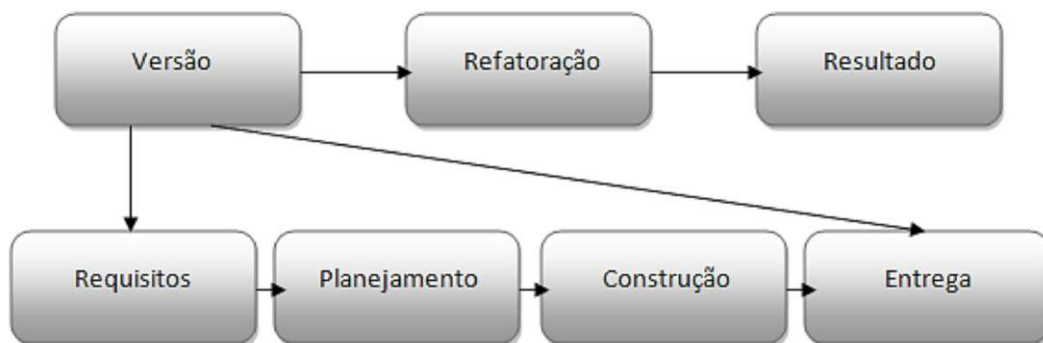 Versão
Refatoração
Resultado
Requisitos
Planejamento
Construção
Entrega